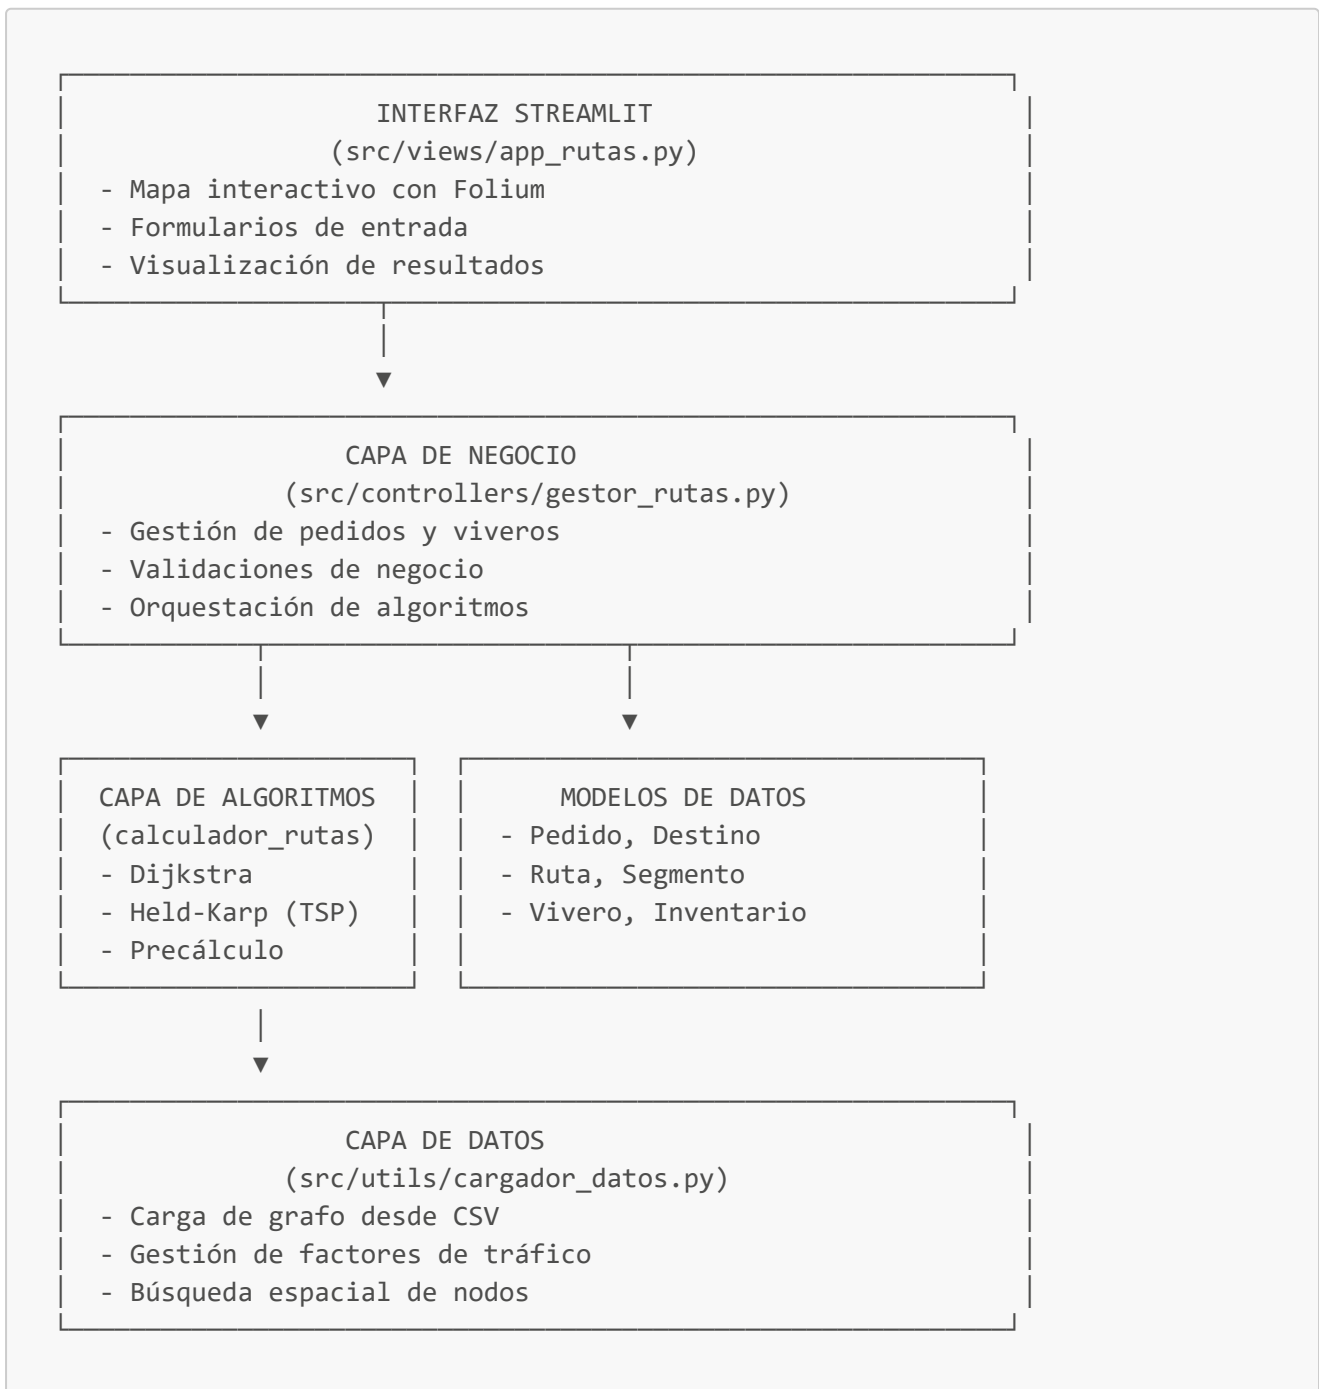 INTERFAZ STREAMLIT
(src/views/app_rutas.py)
- Mapa interactivo con Folium
- Formularios de entrada
- Visualización de resultados
CAPA DE NEGOCIO
(src/controllers/gestor_rutas.py)
- Gestión de pedidos y viveros
- Validaciones de negocio
- Orquestación de algoritmos
CAPA DE ALGORITMOS
(calculador_rutas)
- Dijkstra
- Held-Karp (TSP)
- Precálculo
MODELOS DE DATOS
- Pedido, Destino
- Ruta, Segmento
- Vivero, Inventario
CAPA DE DATOS
(src/utils/cargador_datos.py)
- Carga de grafo desde CSV
- Gestión de factores de tráfico
- Búsqueda espacial de nodos